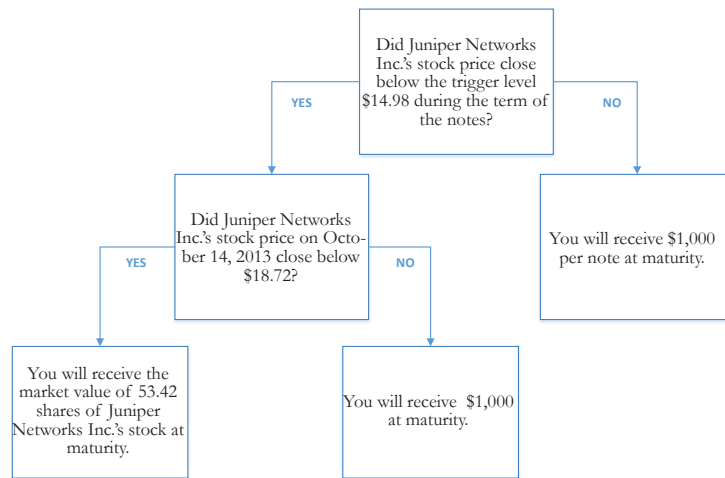 Did Juniper Networks
Inc.'s stock price close
below the trigger level
$14.98 during the term of
the notes?
YES
NO
Did Juniper Networks
Inc.'s stock price on Octo-
ber 14, 2013 close below
$18.72?
You will receive $1,000
per note at maturity.
YES
NO
You will receive the
market value of 53.42
shares of Juniper
Networks Inc.'s stock at
maturity.
You will receive $1,000
at maturity.